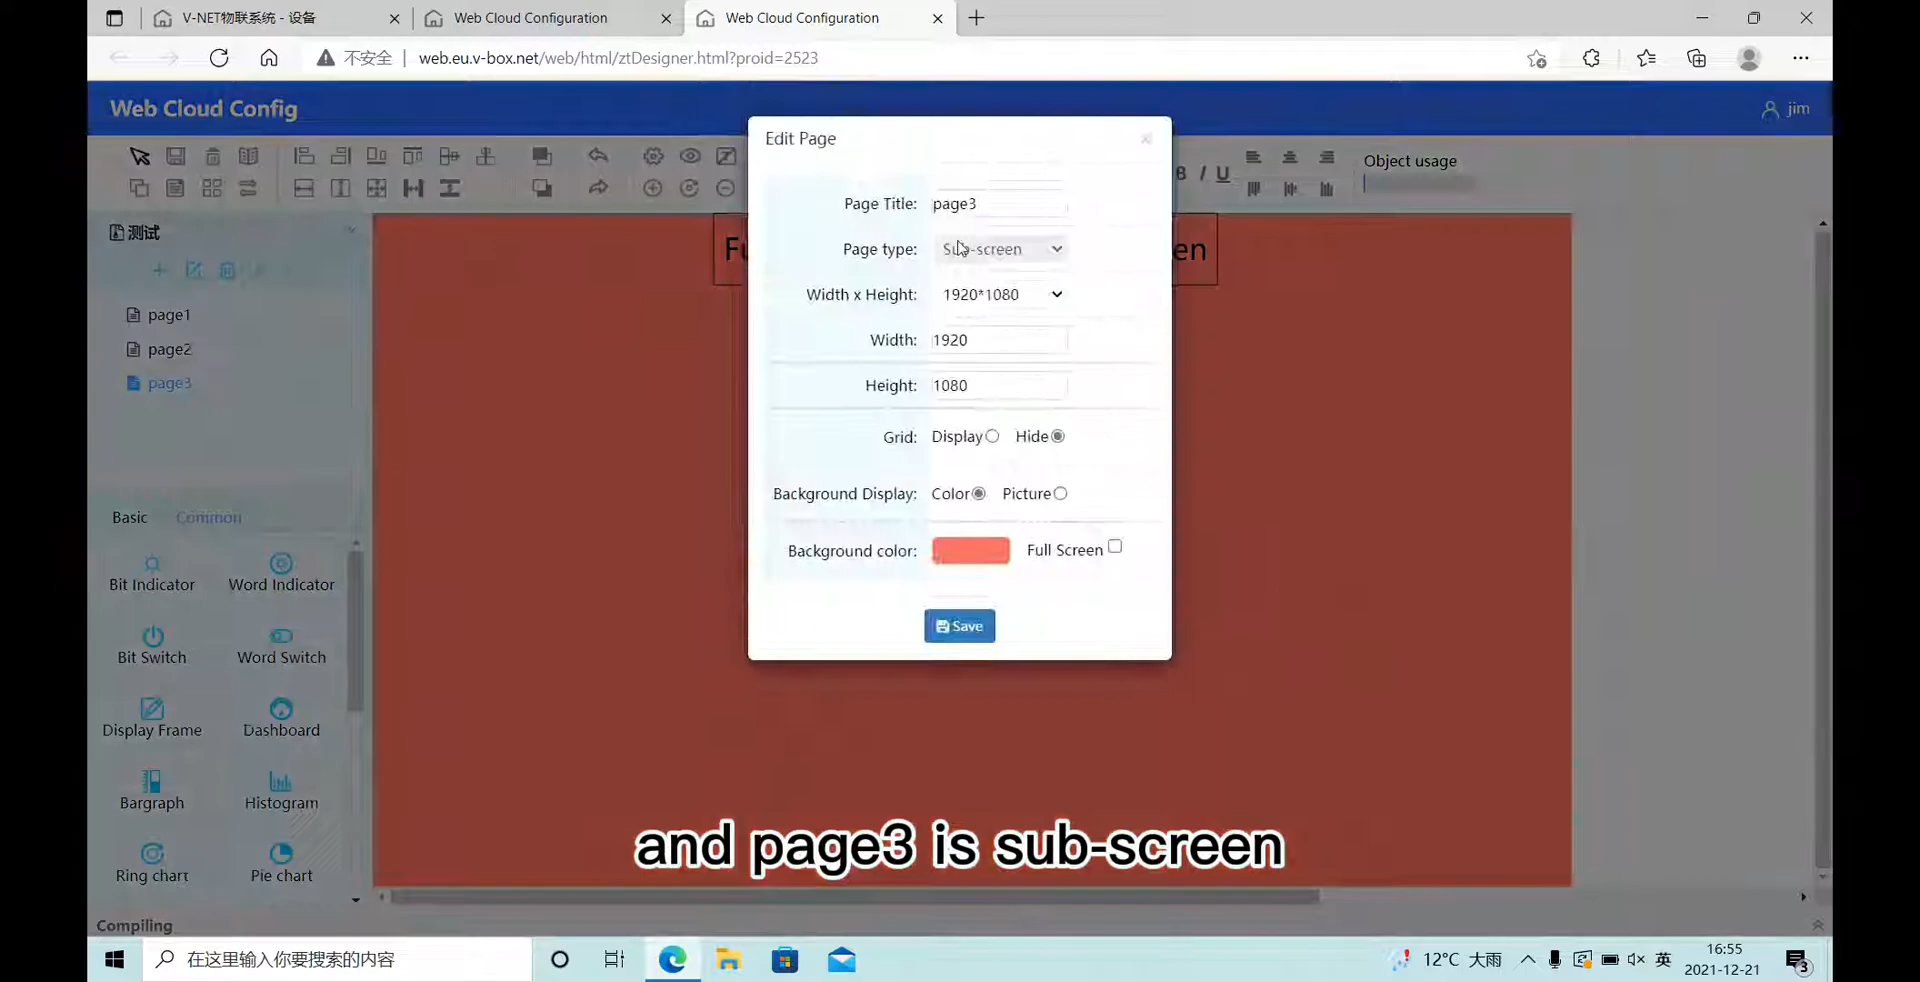 V-NET物联系统 - 设备
Web Cloud Configuration
Web Cloud Configuration
不安全
web.eu.v-box.net/web/html/ztDesigner.html?proid=2523
Web Cloud Config
jim
B I U
Object usage
测试
page1
page2
page3
Basic
Common
Bit Indicator
Word Indicator
Bit Switch
Word Switch
Display Frame
Dashboard
Bargraph
Histogram
Ring chart
Pie chart
Compiling
Edit Page
Page Title: page3
Page type: Sub-screen
Width x Height: 1920*1080
Width: 1920
Height: 1080
Grid: Display Hide
Background Display: Color Picture
Background color: Full Screen
Save
and page3 is sub-screen
在这里输入你要搜索的内容
12°C 大雨
英
16:55
2021-12-21
3